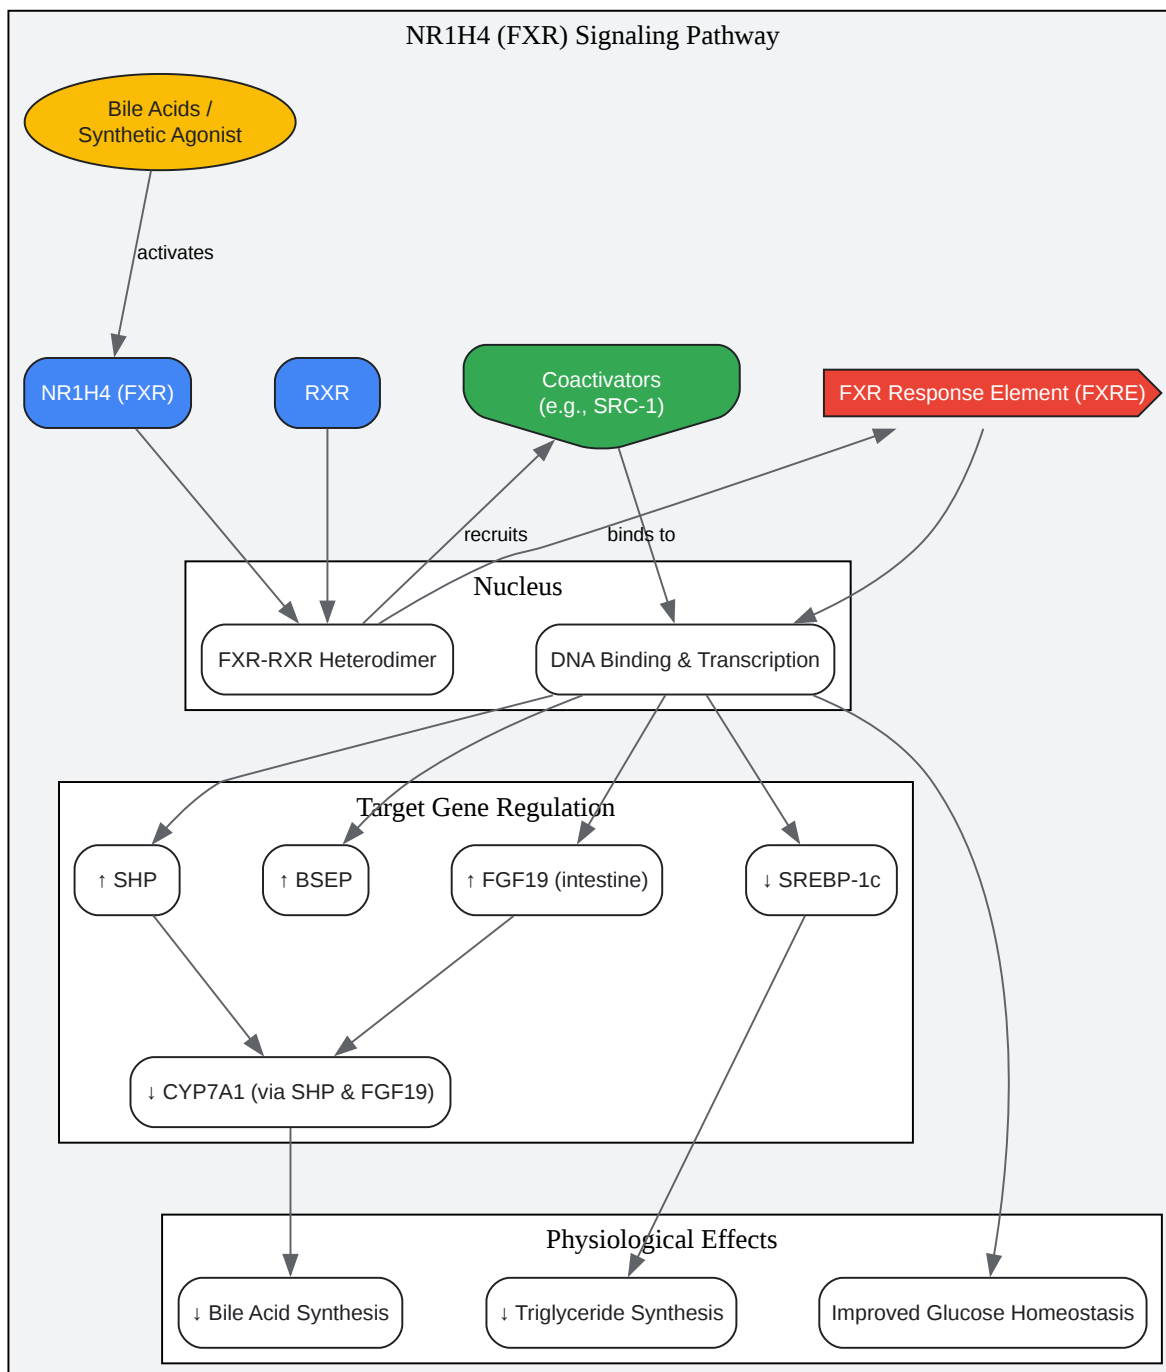 NR1H4 (FXR) Signaling Pathway
Bile Acids /
Synthetic Agonist
activates
NR1H4 (FXR)
RXR
Coactivators
(e.g., SRC-1)
FXR Response Element (FXRE)
recruits
binds to
Nucleus
FXR-RXR Heterodimer
DNA Binding & Transcription
Target Gene Regulation
↑ SHP
↑ BSEP
↑ FGF19 (intestine)
↓ SREBP-1c
↓ CYP7A1 (via SHP & FGF19)
Physiological Effects
↓ Bile Acid Synthesis
↓ Triglyceride Synthesis
Improved Glucose Homeostasis